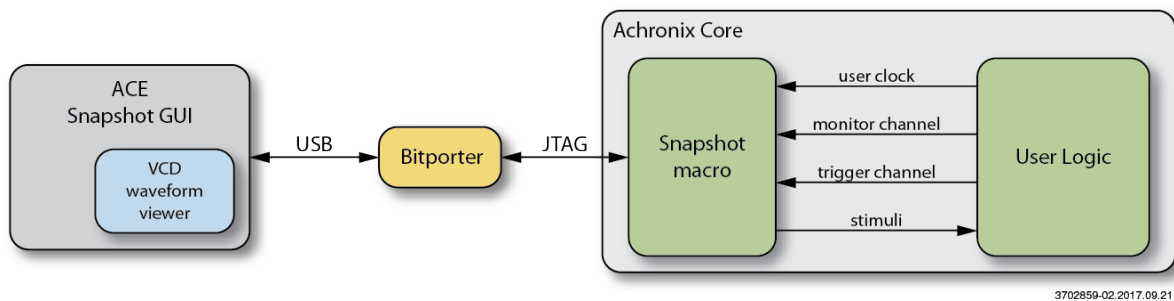 ACE
Snapshot GUI
VCD
waveform
viewer
USB
Bitporter
JTAG
Achronix Core
Snapshot
macro
user clock
monitor channel
trigger channel
stimuli
User Logic
3702859-02.2017.09.21